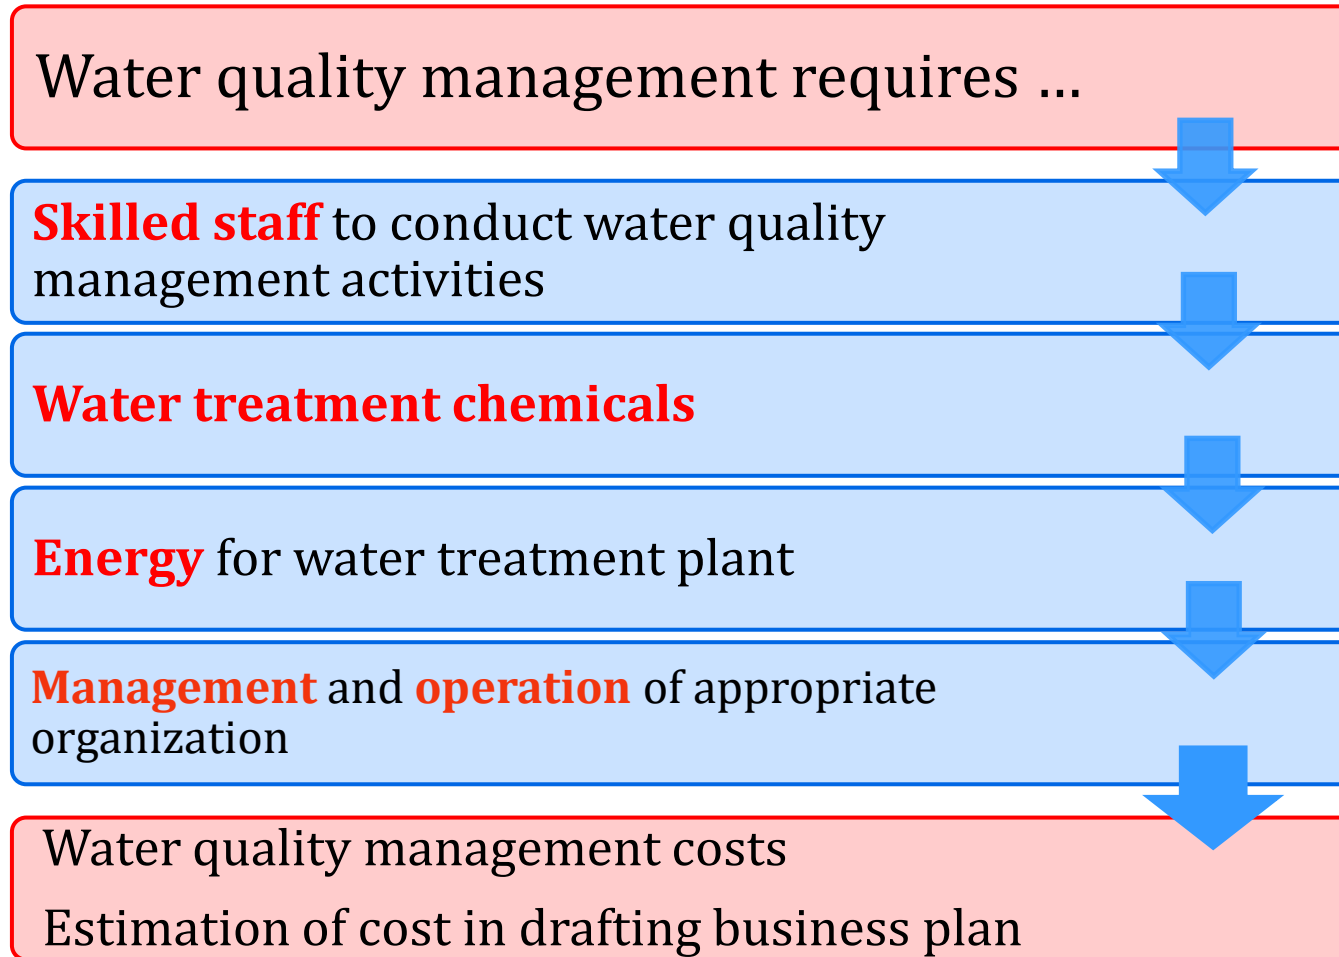 Water quality management requires ...
Skilled staff to conduct water quality
management activities
Water treatment chemicals
Energy for water treatment plant
Management and operation of appropriate
organization
Water quality management costs
Estimation of cost in drafting business plan